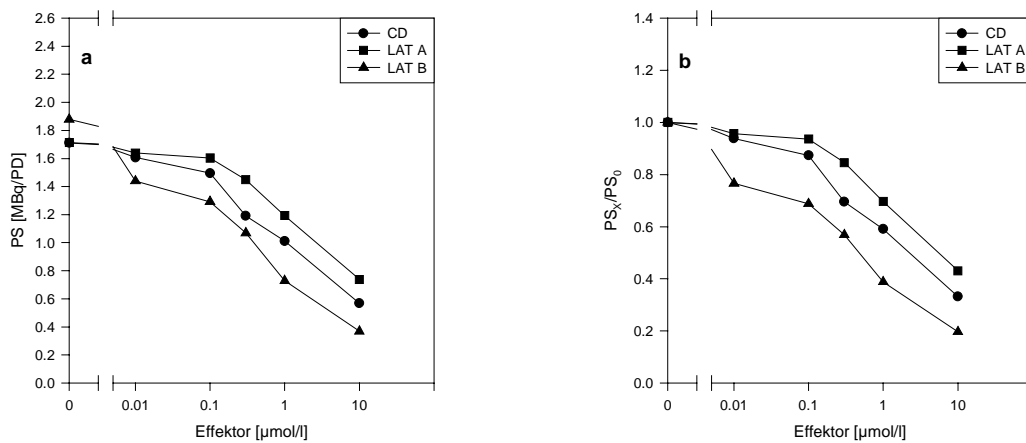 a
CD
LAT A
LAT B
PS [MBq/PD]
2.6
2.4
2.2
2.0
1.8
1.6
1.4
1.2
1.0
0.8
0.6
0.4
0.2
0.0
0 0.01 0.1 1 10
Effektor [µmol/l]
b
CD
LAT A
LAT B
PSX/PS0
1.4
1.2
1.0
0.8
0.6
0.4
0.2
0.0
0 0.01 0.1 1 10
Effektor [µmol/l]